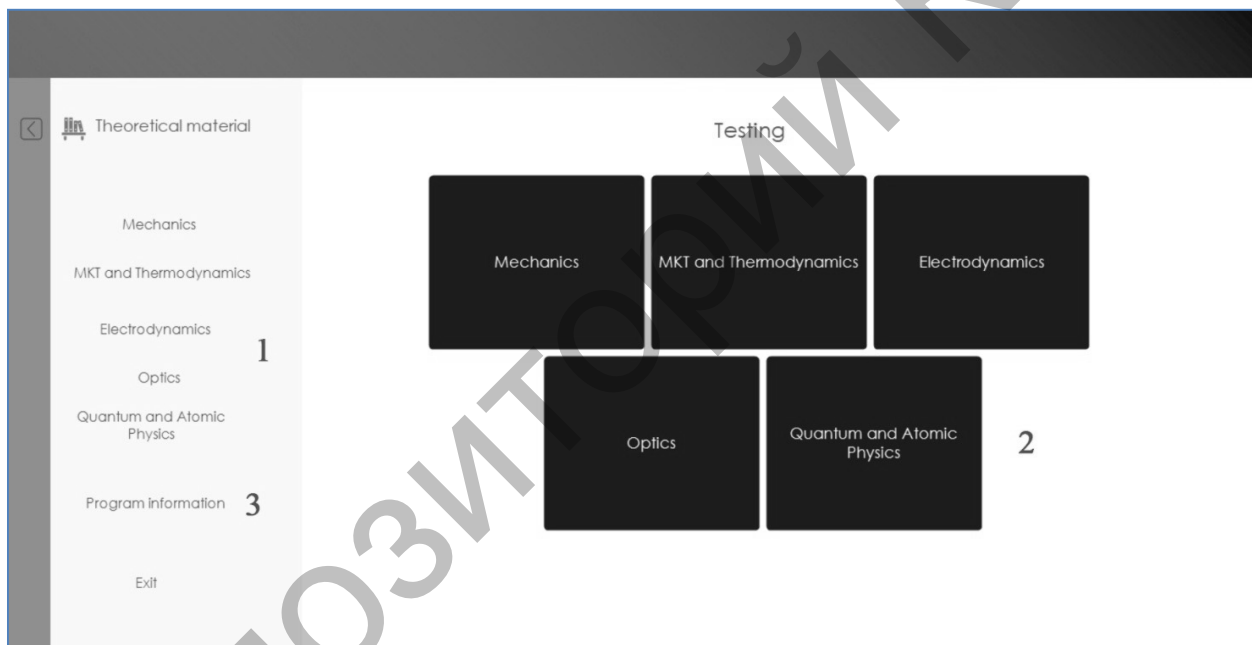 Theoretical material
Mechanics
MKT and Thermodynamics
Electrodynamics
1
Optics
Quantum and Atomic
Physics
Program information 3
Exit
Testing
Mechanics
MKT and Thermodynamics
Electrodynamics
Optics
Quantum and Atomic
Physics
2